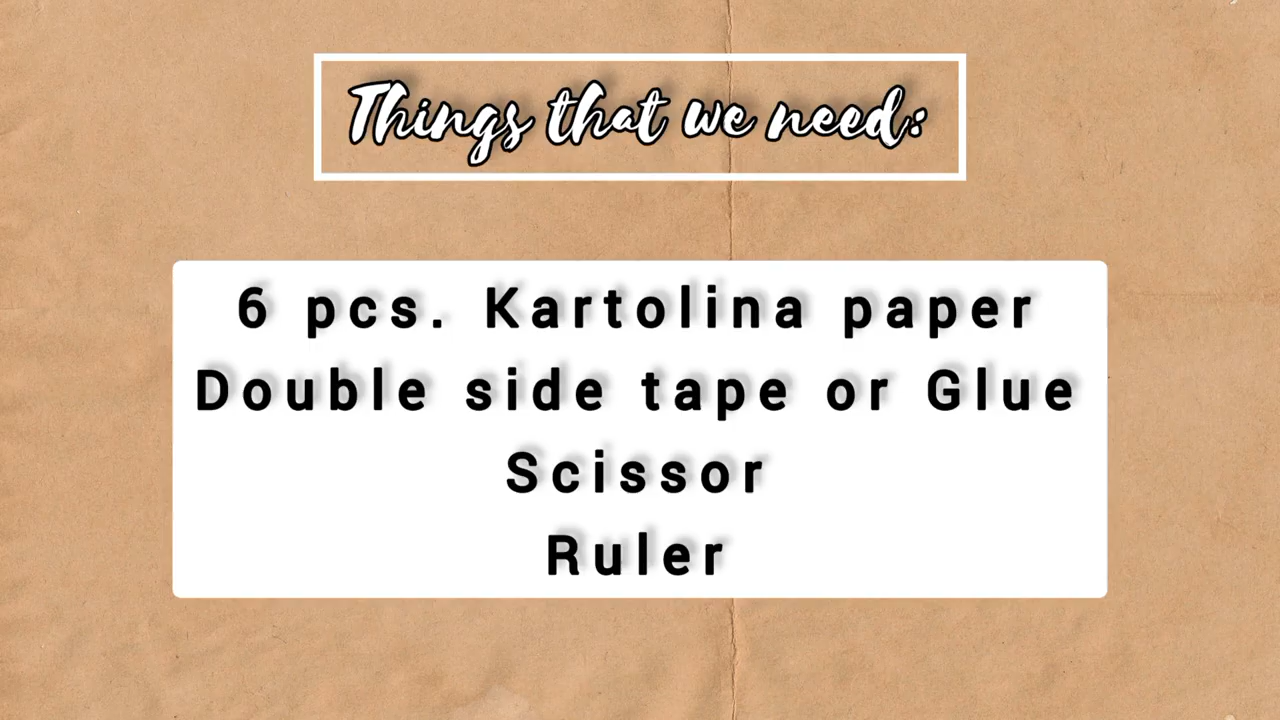 Things that we need:
6 pcs. Kartolina paper
Double side tape or Glue
Scissor
Ruler